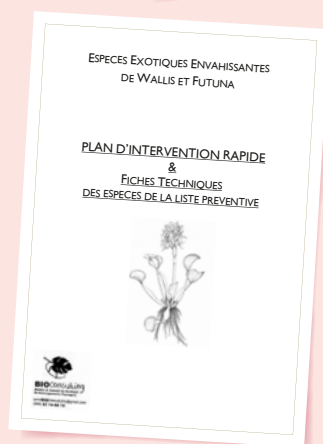 ESPECES EXOTIQUES ENVAHISSANTES
DE WALLIS ET FUTUNA
PLAN D'INTERVENTION RAPIDE
&
FICHES TECHNIQUES
DES ESPECES DE LA LISTE PREVENTIVE
BIOCONSULTING